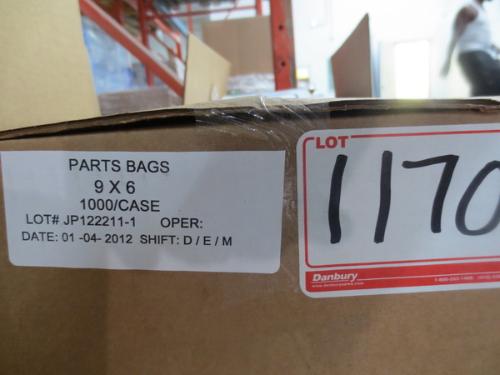 PARTS BAGS
9 X 6
1000/CASE
LOT# JP122211-1 OPER:
DATE: 01 -04- 2012 SHIFT: D / E / M
LOT
1170
Danbury